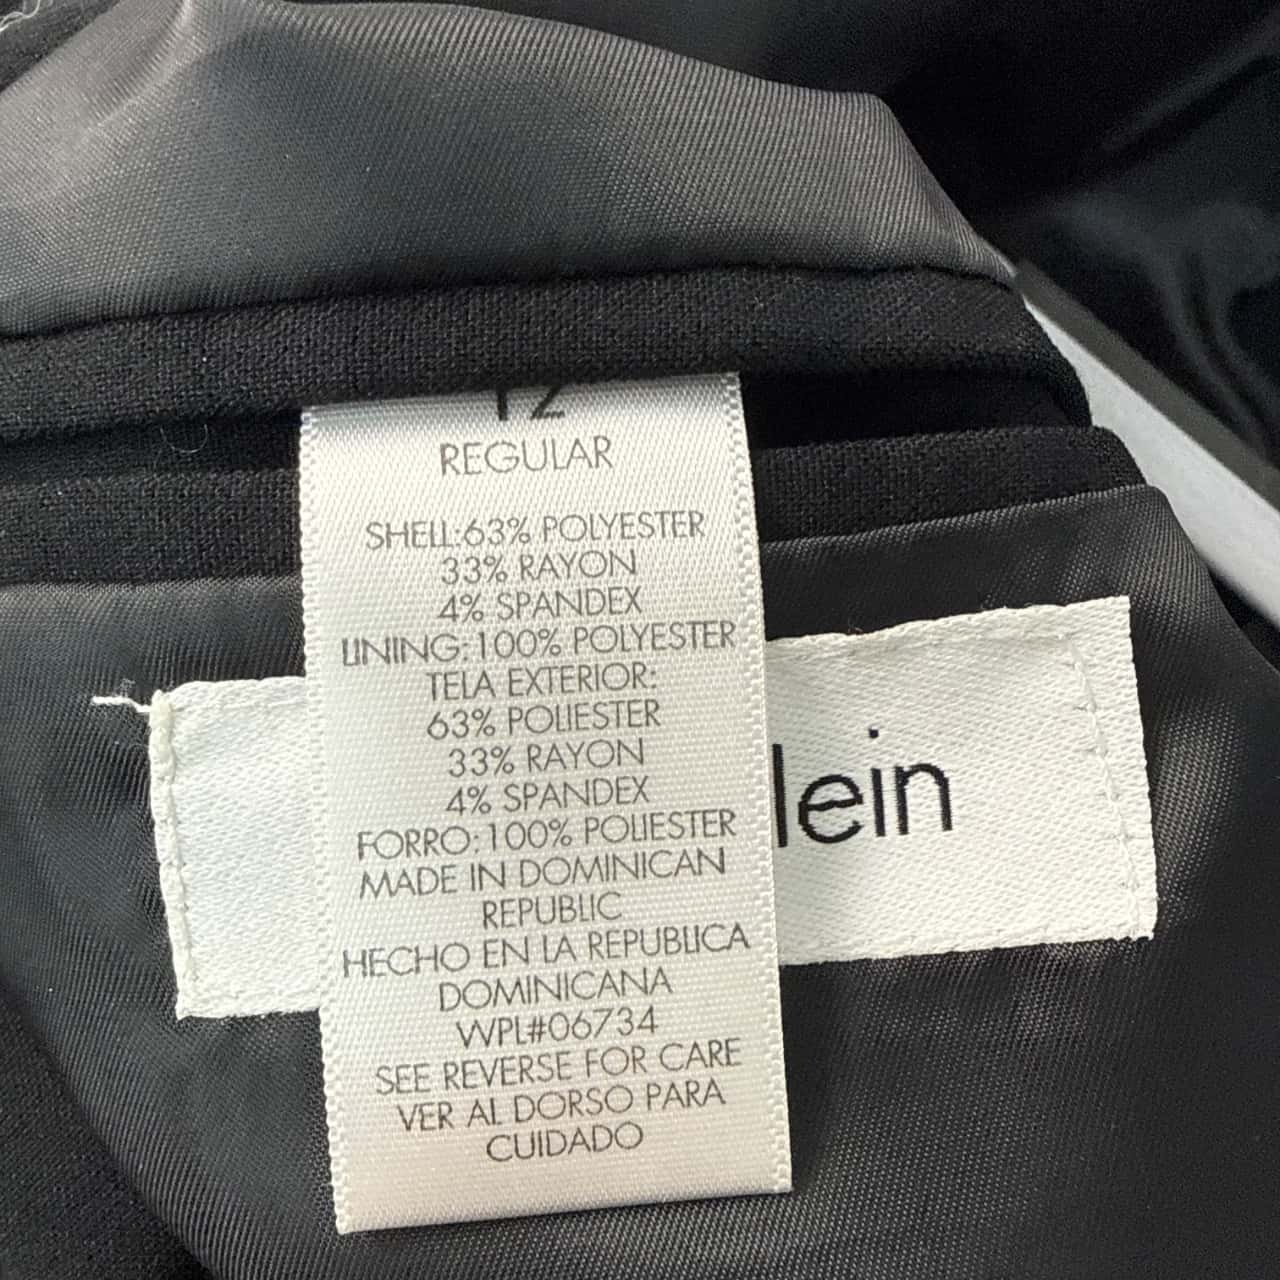 12
REGULAR
SHELL:63% POLYESTER
33% RAYON
4% SPANDEX
LINING:100% POLYESTER
TELA EXTERIOR:
63% POLIESTER
33% RAYON
4% SPANDEX
FORRO:100% POLIESTER
MADE IN DOMINICAN
REPUBLIC
HECHO EN LA REPUBLICA
DOMINICANA
WPL#06734
SEE REVERSE FOR CARE
VER AL DORSO PARA
CUIDADO
lein